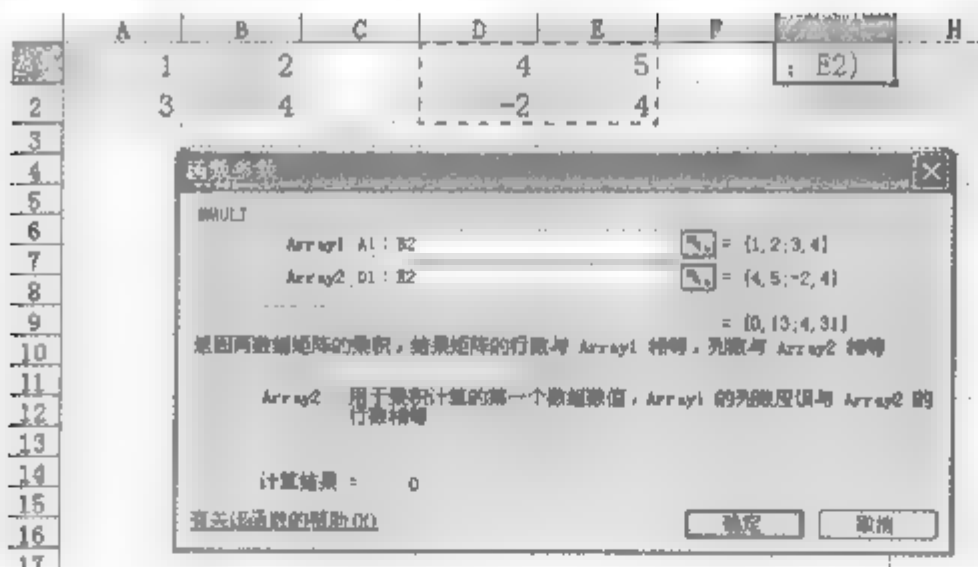 A B C D E F H
1 2 4 5 : E2)
2 3 4 -2 4
3
4 函数参数
5
MMULT
6 Array1 A1:B2 = {1,2;3,4}
7
8 Array2 D1:E2 = {4,5;-2,4}
9 = {0,13;4,31}
10 返回两数组矩阵的乘积，结果矩阵的行数与 Array1 相等，列数与 Array2 相等
11
12 Array2 用于乘积计算的第一个数组数值，Array1 的列数应该与 Array2 的
13 行数相等
14
15 计算结果 = 0
16 有关该函数的帮助(H) 确定 取消
17